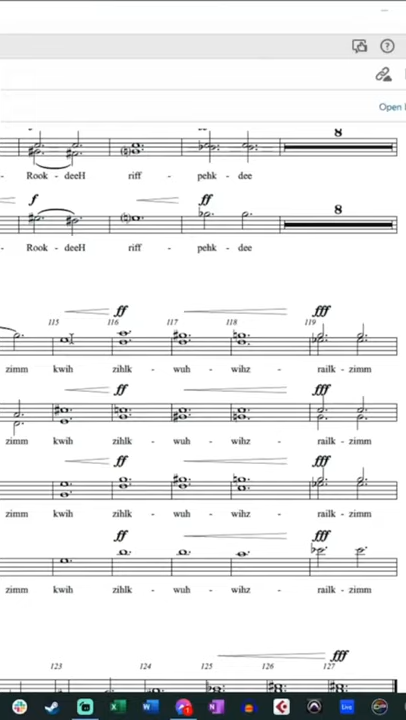 Open
8
- Rook - deeH riff - pehk - dee
f ff
8
- Rook - deeH riff - pehk - dee
ff fff
115 116 117 118 119
zimm kwih zihlk - wuh - wihz railk - zimm
ff fff
zimm kwih zihlk - wuh - wihz railk - zimm
ff fff
zimm kwih zihlk - wuh - wihz railk - zimm
ff fff
zimm kwih zihlk - wuh - wihz railk - zimm
fff
123 124 125 126 127